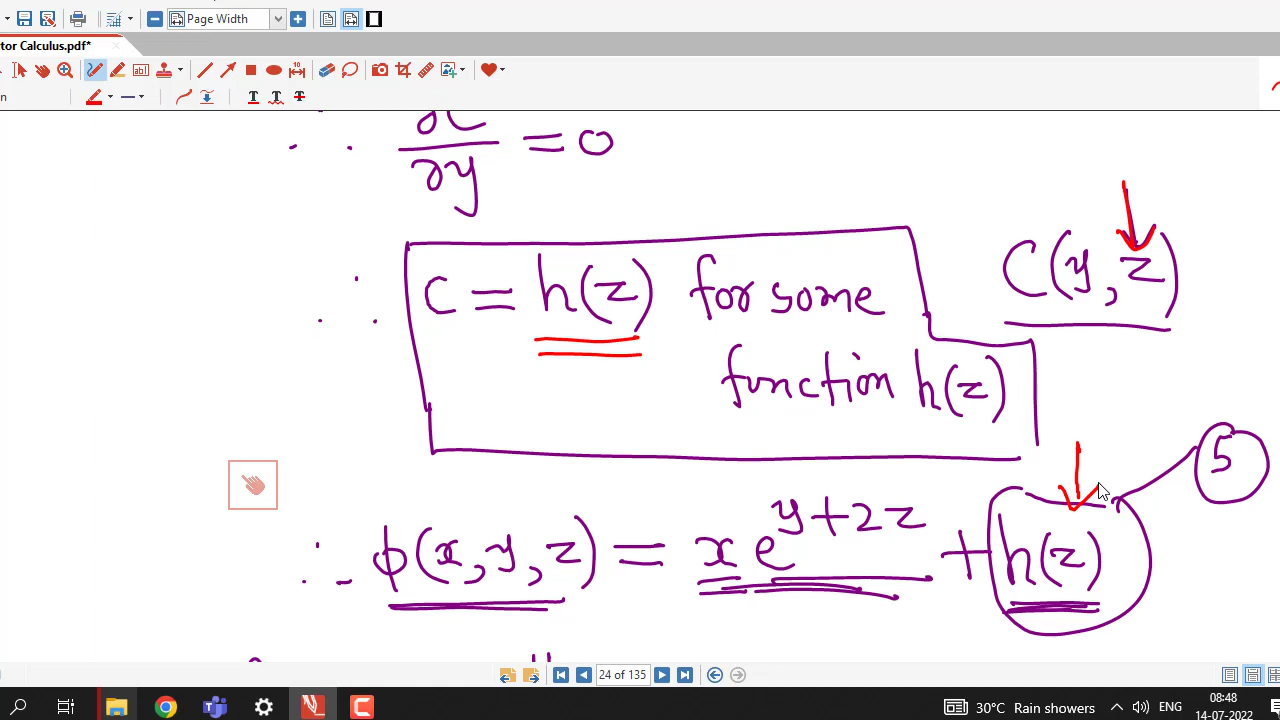 Page Width
tor Calculus.pdf*
n
∴ ∂C/∂y = 0
C(y, z)
∴ C = h(z) for some
function h(z)
5
∴ ϕ(x, y, z) = x e^{y+2z} + h(z)
24 of 135
30°C Rain showers
ENG
08:48
14-07-2022